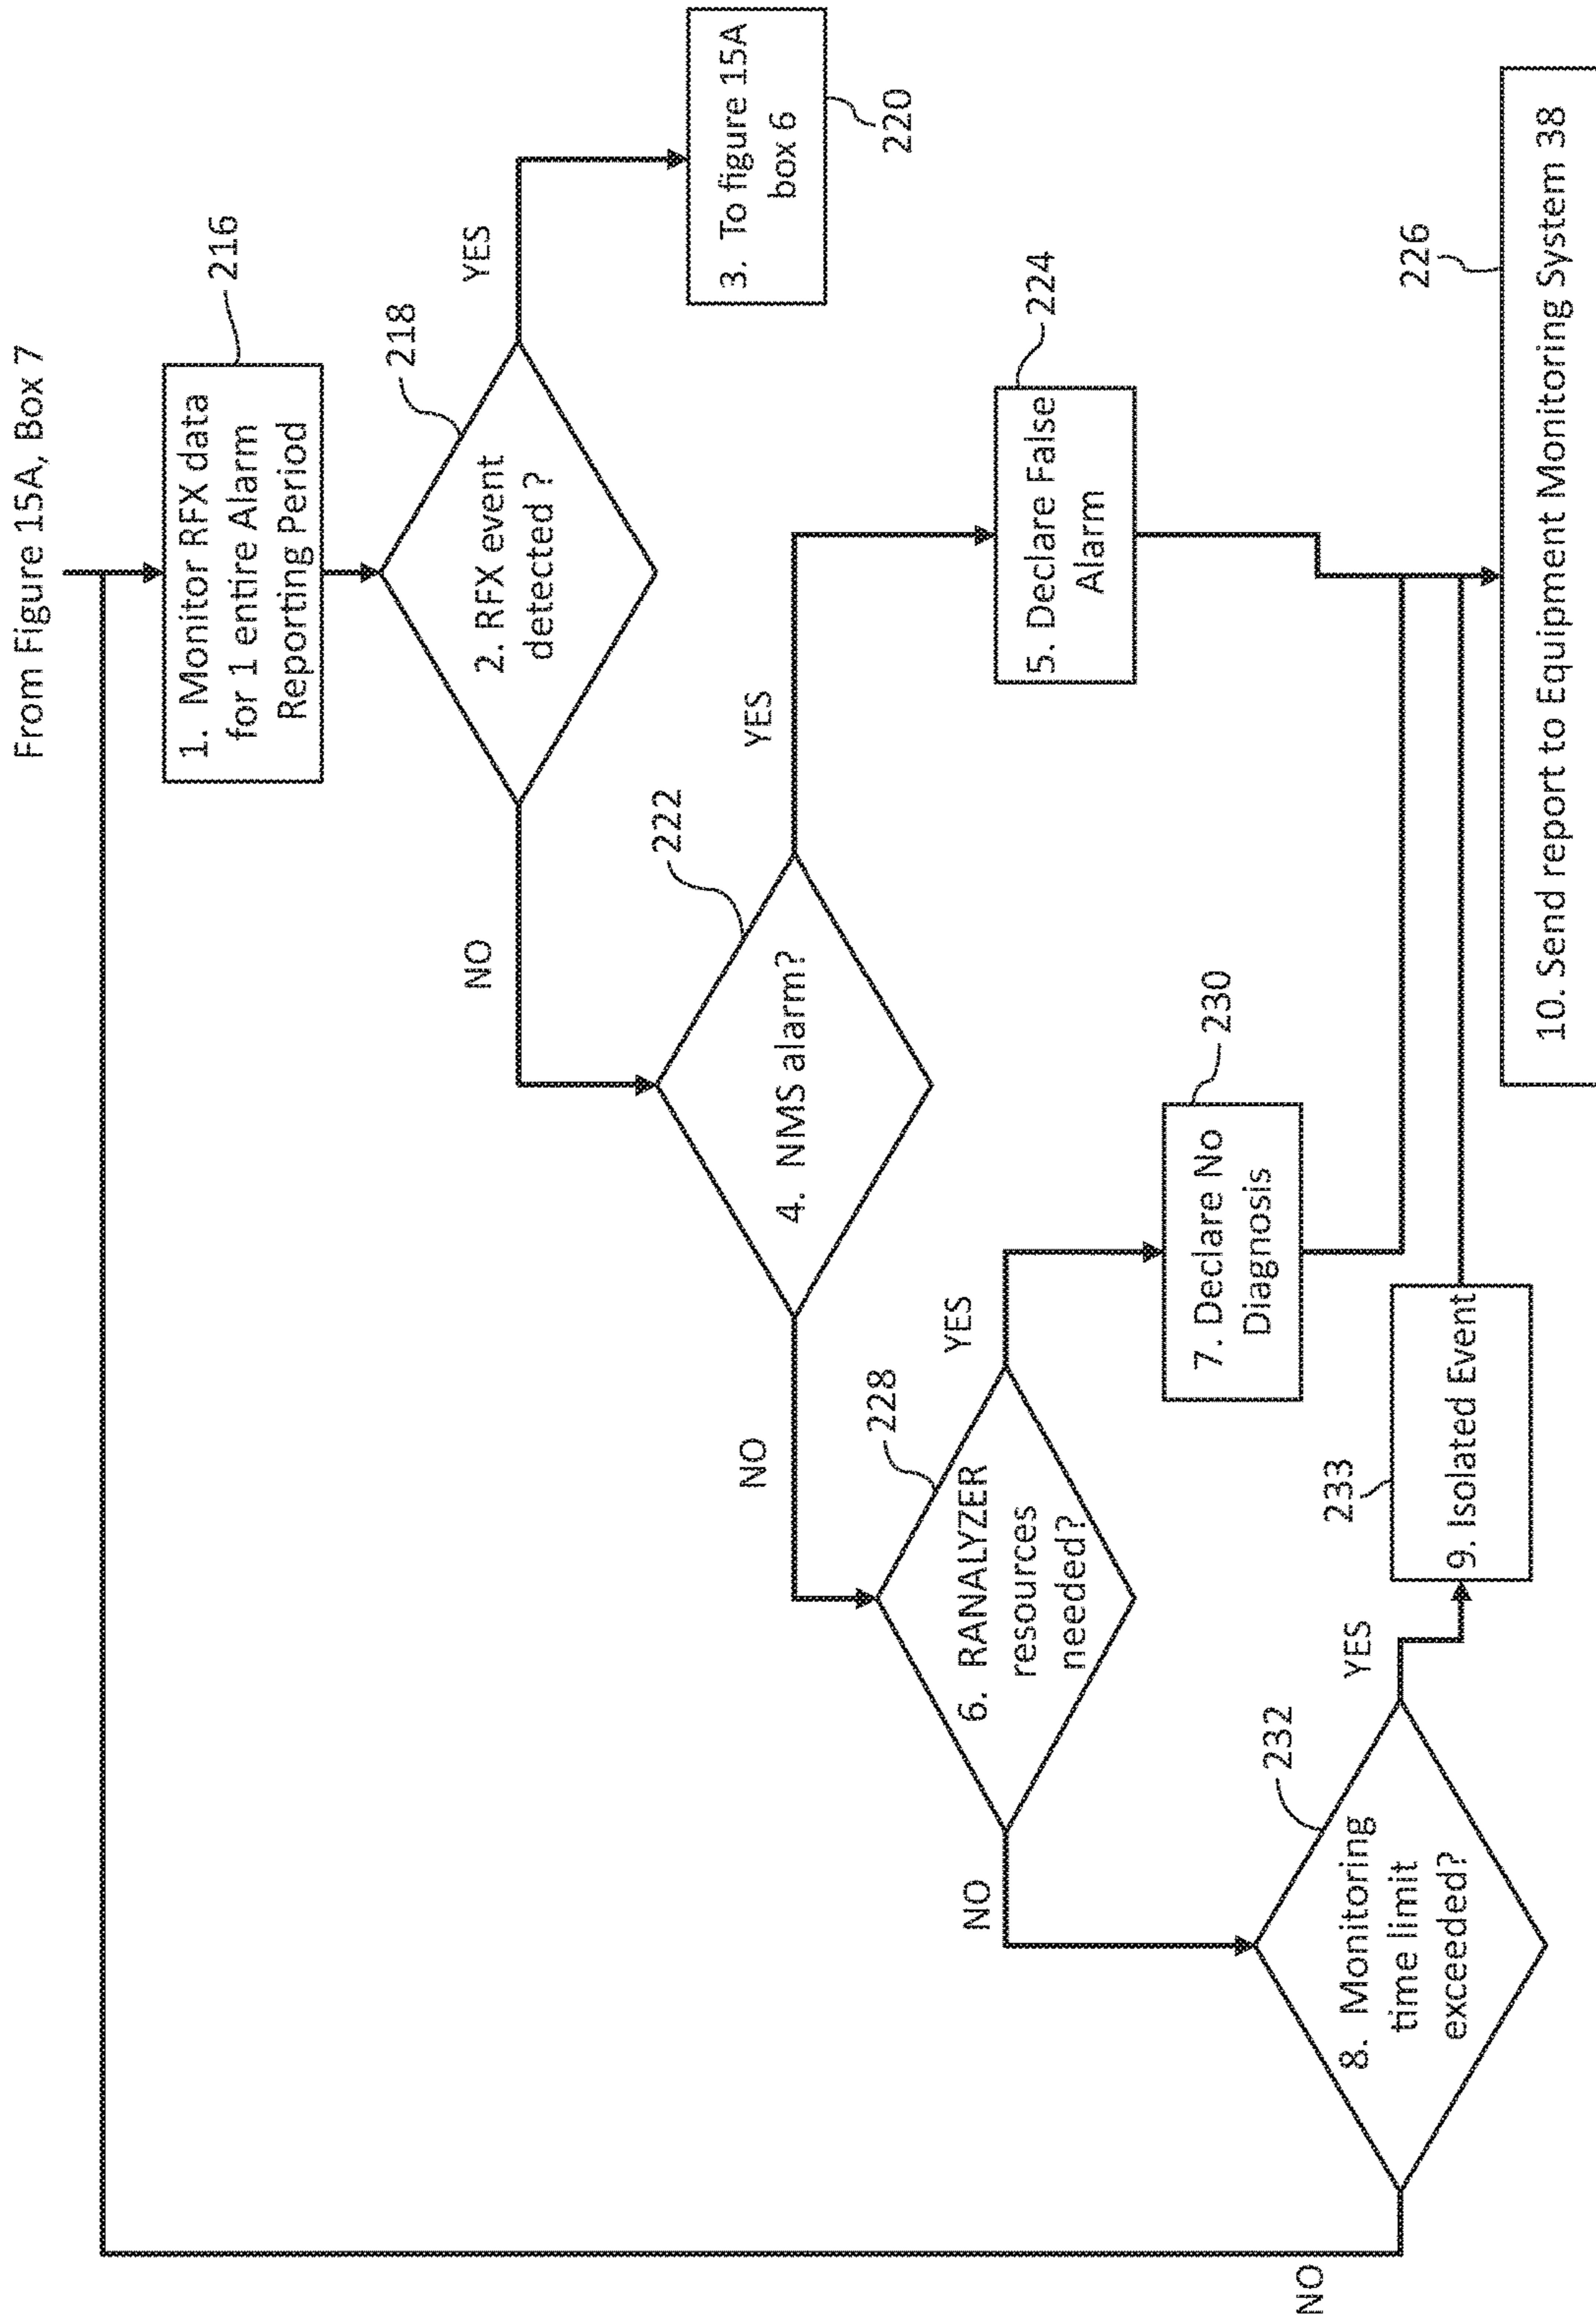 From Figure 15A, Box 7
216
1. Monitor RFX data
for 1 entire Alarm
Reporting Period
218
2. RFX event
detected ?
YES
NO
3. To figure 15A
box 6
220
222
4. NMS alarm?
YES
NO
5. Declare False
Alarm
224
228
6. RANALYZER
resources
needed?
YES
NO
7. Declare No
Diagnosis
230
232
8. Monitoring
time limit
exceeded?
YES
NO
233
9. Isolated Event
226
10. Send report to Equipment Monitoring System 38